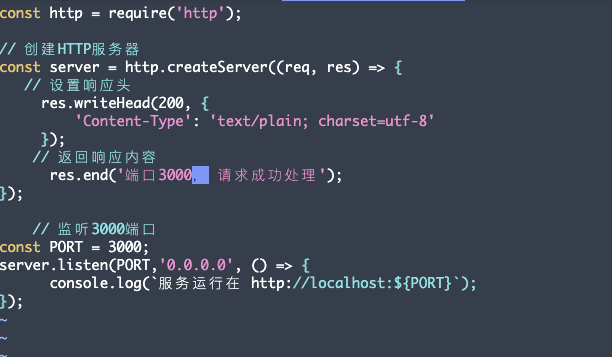 const http = require('http');
// 创建HTTP服务器
const server = http.createServer((req, res) => {
// 设置响应头
res.writeHead(200, {
'Content-Type': 'text/plain; charset=utf-8'
});
// 返回响应内容
res.end('端口3000， 请求成功处理');
});
// 监听3000端口
const PORT = 3000;
server.listen(PORT,'0.0.0.0', () => {
console.log(`服务运行在 http://localhost:${PORT}`);
});
~
~
~